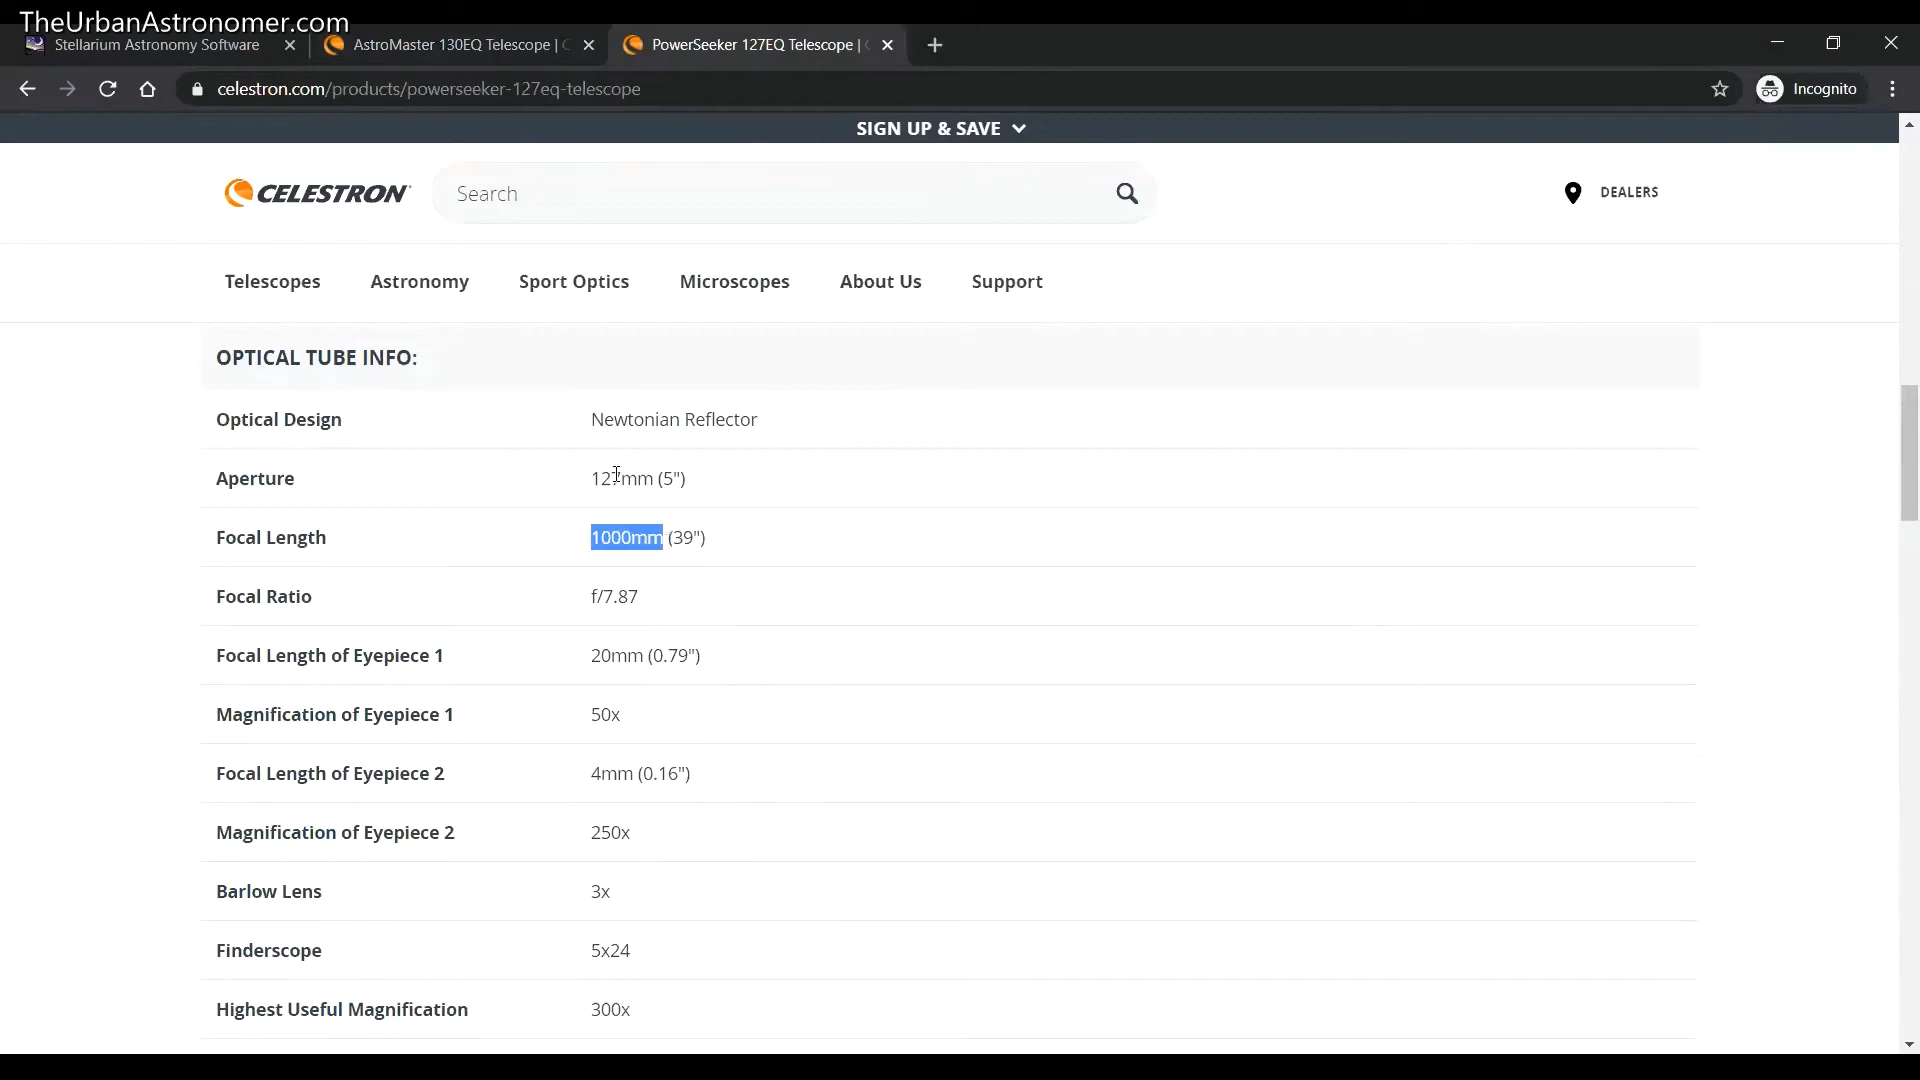 TheUrbanAstronomer.com
Stellarium Astronomy Software
AstroMaster 130EQ Telescope |
PowerSeeker 127EQ Telescope |
celestron.com/products/powerseeker-127eq-telescope
Incognito
SIGN UP & SAVE
CELESTRON
Search
DEALERS
Telescopes Astronomy Sport Optics Microscopes About Us Support
OPTICAL TUBE INFO:
Optical Design Newtonian Reflector
Aperture 127mm (5")
Focal Length 1000mm (39")
Focal Ratio f/7.87
Focal Length of Eyepiece 1 20mm (0.79")
Magnification of Eyepiece 1 50x
Focal Length of Eyepiece 2 4mm (0.16")
Magnification of Eyepiece 2 250x
Barlow Lens 3x
Finderscope 5x24
Highest Useful Magnification 300x